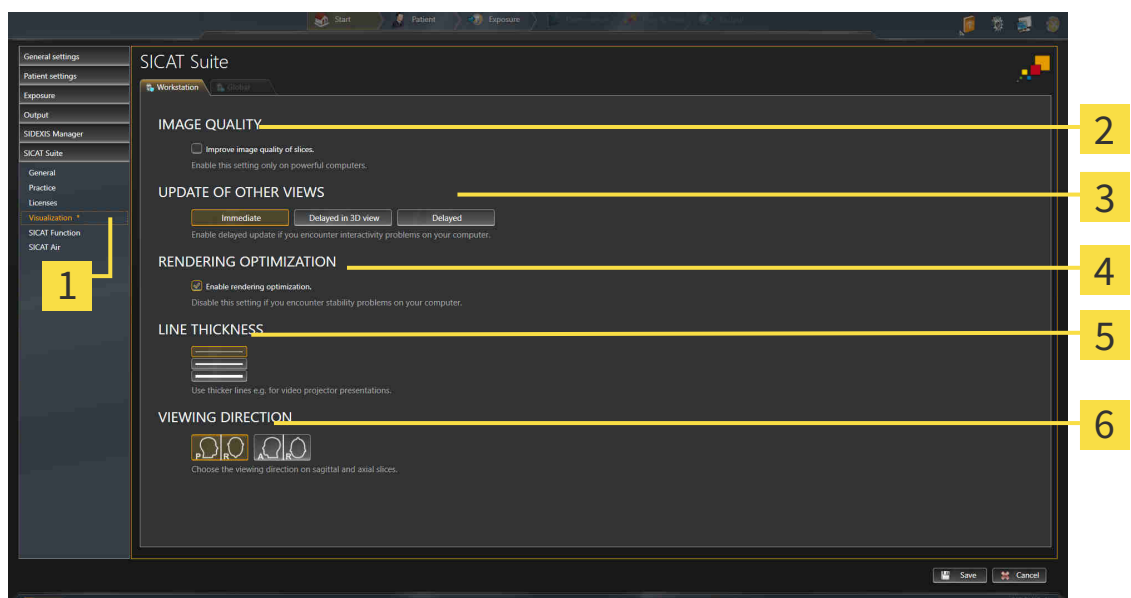 Start
Patient
Exposure
General settings
Patient settings
Exposure
Output
SIDEXIS Manager
SICAT Suite
General
Practice
Licenses
Visualization *
SICAT Function
SICAT Air
1
SICAT Suite
Workstation
Global
IMAGE QUALITY
2
Improve image quality of slices.
Enable this setting only on powerful computers.
UPDATE OF OTHER VIEWS
3
Immediate Delayed in 3D view Delayed
Enable delayed update if you encounter interactivity problems on your computer.
RENDERING OPTIMIZATION
4
Enable rendering optimization.
Disable this setting if you encounter stability problems on your computer.
LINE THICKNESS
5
Use thicker lines e.g. for video projector presentations.
VIEWING DIRECTION
6
P R A R
Choose the viewing direction on sagittal and axial slices.
Save Cancel